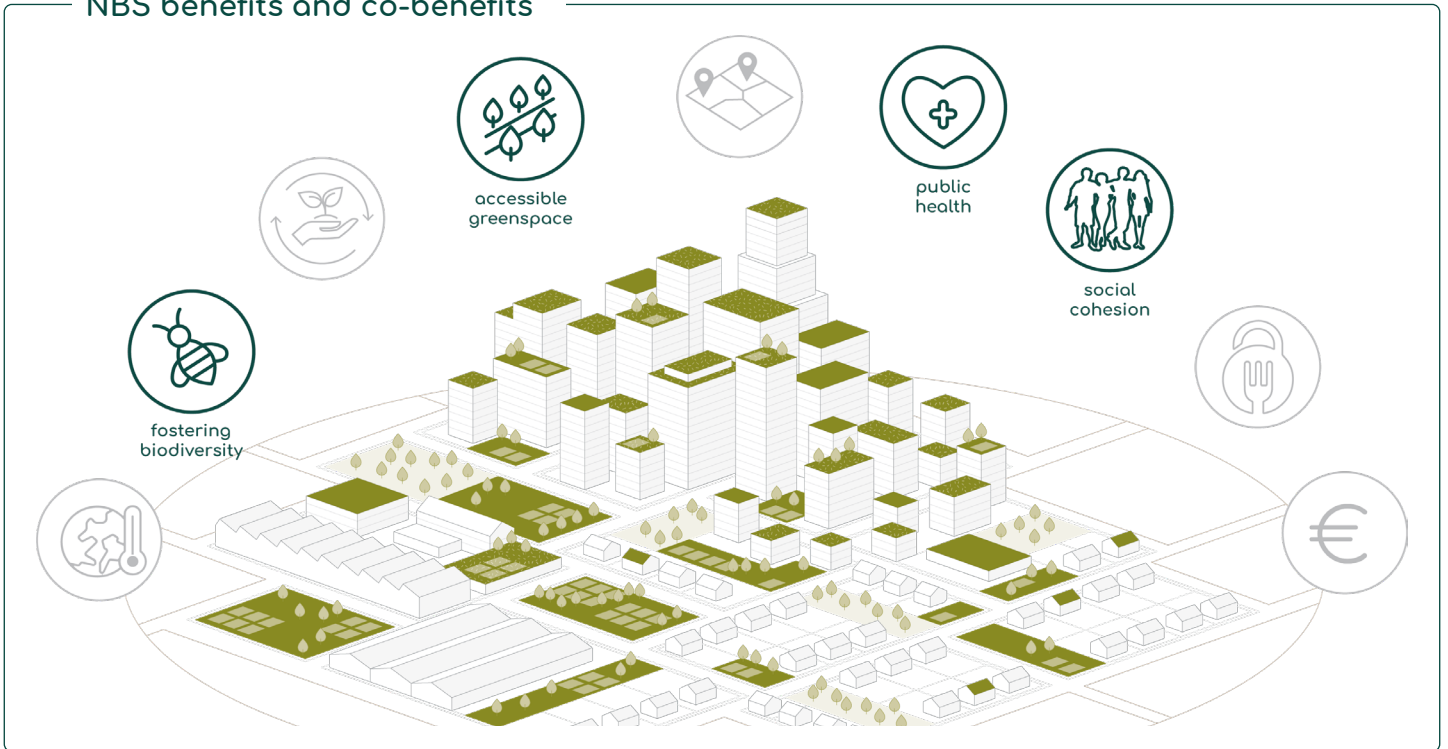 NBS benefits and co-benefits
accessible
greenspace
public
health
social
cohesion
fostering
biodiversity
€